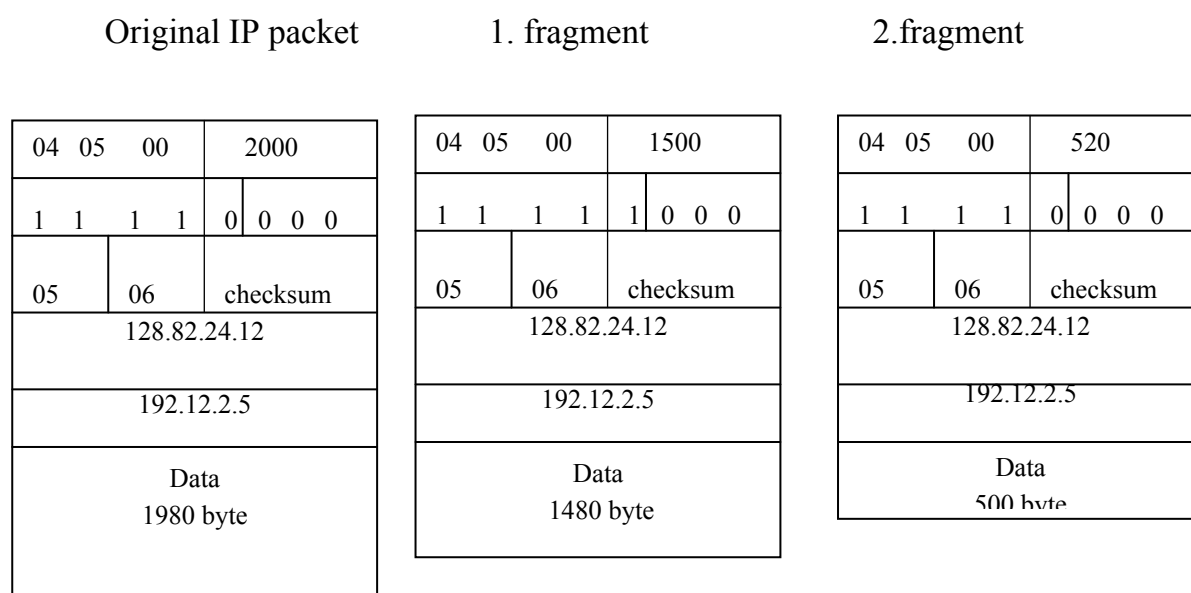 Original IP packet 1. fragment 2.fragment
04 05 00 2000
1 1 1 1 0 0 0 0
05 06 checksum
128.82.24.12
192.12.2.5
Data
1980 byte
04 05 00 1500
1 1 1 1 1 0 0 0
05 06 checksum
128.82.24.12
192.12.2.5
Data
1480 byte
04 05 00 520
1 1 1 1 0 0 0 0
05 06 checksum
128.82.24.12
192.12.2.5
Data
500 byte